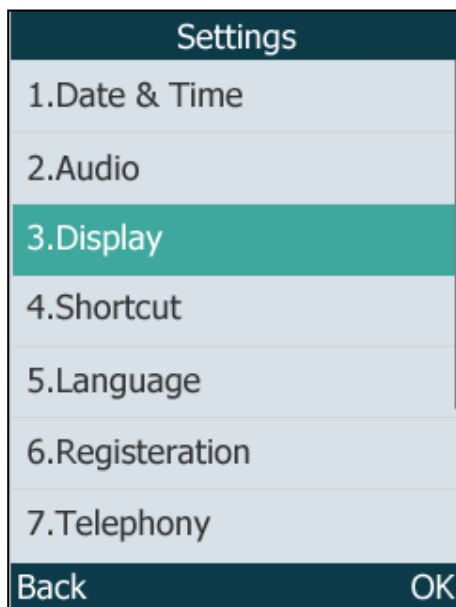 Settings
1.Date & Time
2.Audio
3.Display
4.Shortcut
5.Language
6.Registeration
7.Telephony
Back OK